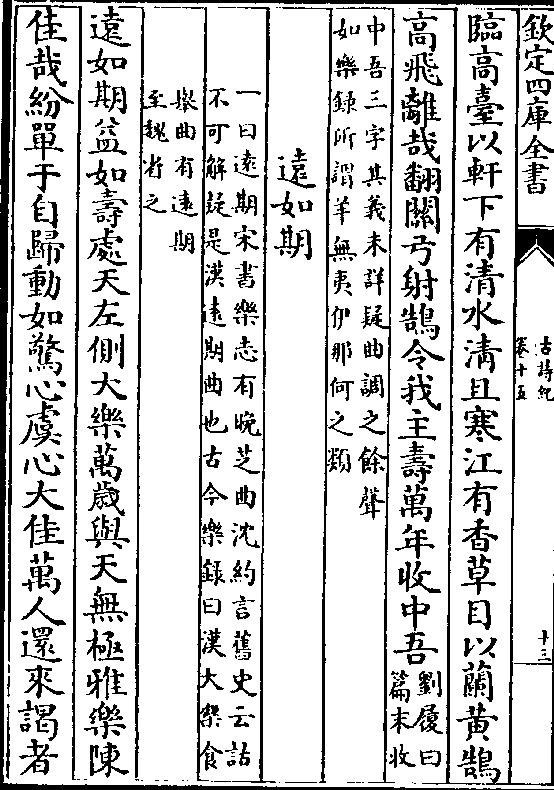 欽定四庫全書
古詩紀
卷十五
十三
臨高臺以軒下有清水清且寒江有香草目以蘭黃鵠
高飛離哉翻關弓射鵠令我主壽萬年收中吾劉履曰
篇末收
中吾三字其義未詳疑曲調之餘聲
如樂録所謂羊無夷伊那何之類
遠如期
一曰逺期宋書樂志有晩芝曲沈約言舊史云詁
不可解疑是漢逺期曲也古今樂録曰漢大樂食
舉曲有逺期
至魏省之
遠如期益如壽處天左側大樂萬歲與天無極雅樂陳
佳哉紛單于自歸動如驚心虞心大佳萬人還來謁者